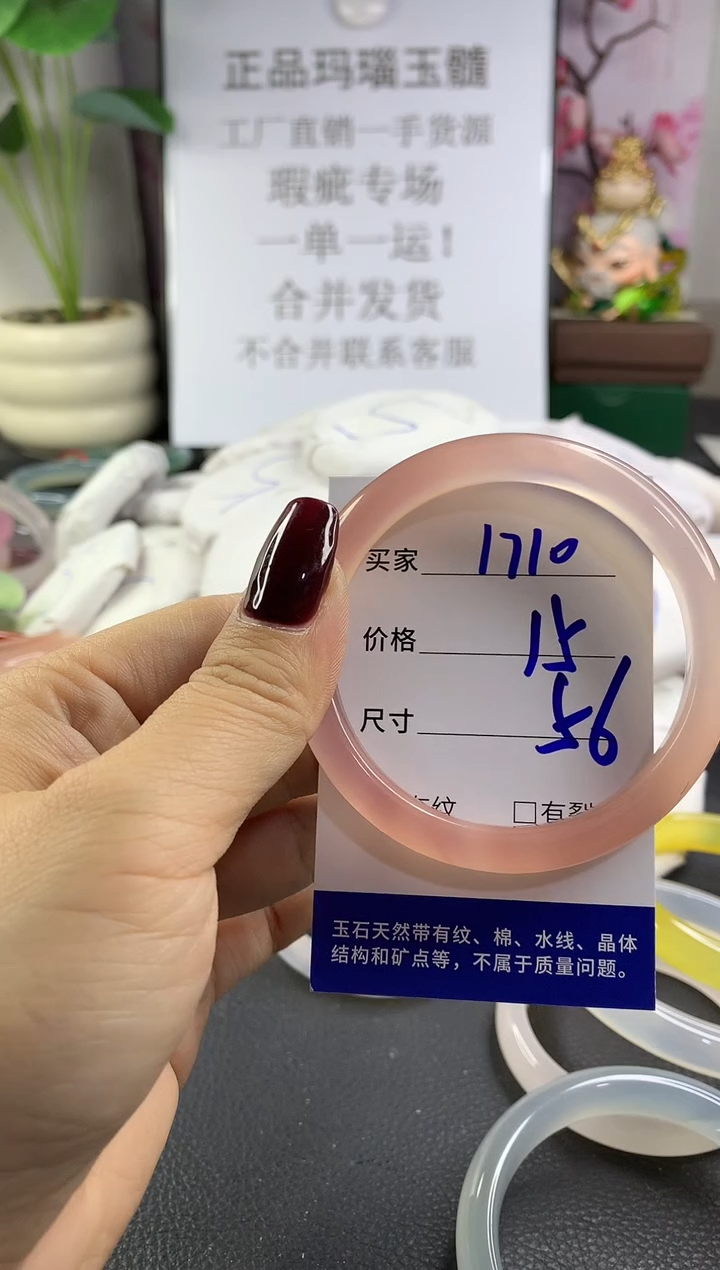 正品玛瑙玉髓
工厂直销一手货源
瑕疵专场
一单一运！
合并发货
不合并联系客服
买家 1710
价格 15
尺寸 56
纹 □有裂
玉石天然带有纹、棉、水线、晶体
结构和矿点等，不属于质量问题。